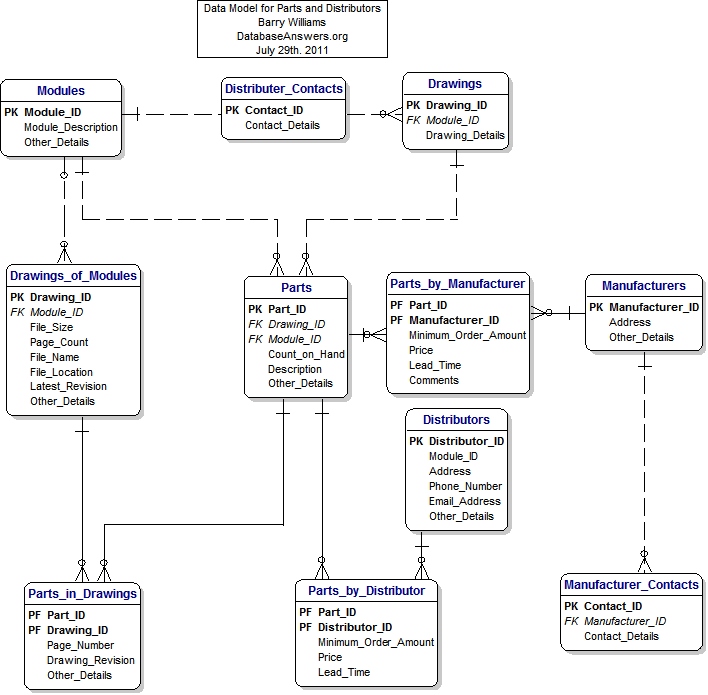 Data Model for Parts and Distributors
Barry Williams
DatabaseAnswers.org
July 29th. 2011
Modules
PK Module_ID
Module_Description
Other_Details
Distributer_Contacts
PK Contact_ID
Contact_Details
Drawings
PK Drawing_ID
FK Module_ID
Drawing_Details
Drawings_of_Modules
PK Drawing_ID
FK Module_ID
File_Size
Page_Count
File_Name
File_Location
Latest_Revision
Other_Details
Parts
PK Part_ID
FK Drawing_ID
FK Module_ID
Count_on_Hand
Description
Other_Details
Parts_by_Manufacturer
PF Part_ID
PF Manufacturer_ID
Minimum_Order_Amount
Price
Lead_Time
Comments
Manufacturers
PK Manufacturer_ID
Address
Other_Details
Distributors
PK Distributor_ID
Module_ID
Address
Phone_Number
Email_Address
Other_Details
Parts_in_Drawings
PF Part_ID
PF Drawing_ID
Page_Number
Drawing_Revision
Other_Details
Parts_by_Distributor
PF Part_ID
PF Distributor_ID
Minimum_Order_Amount
Price
Lead_Time
Manufacturer_Contacts
PK Contact_ID
FK Manufacturer_ID
Contact_Details